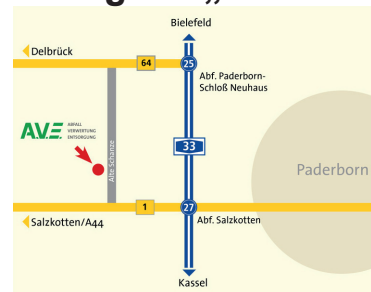 Bielefeld
Delbrück
64
25
Abf. Paderborn-
Schloß Neuhaus
A.V.E.
ABFALL
VERWERTUNG
ENTSORGUNG
Alte Schanze
33
Paderborn
1
27
Salzkotten/A44
Abf. Salzkotten
Kassel